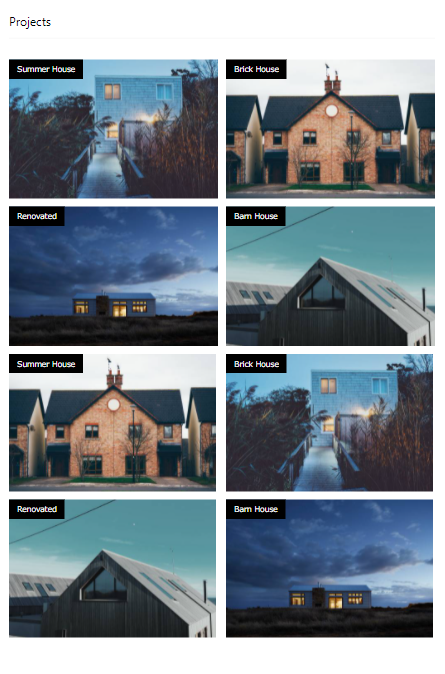 Projects
Summer House
Brick House
Renovated
Barn House
Summer House
Brick House
Renovated
Barn House